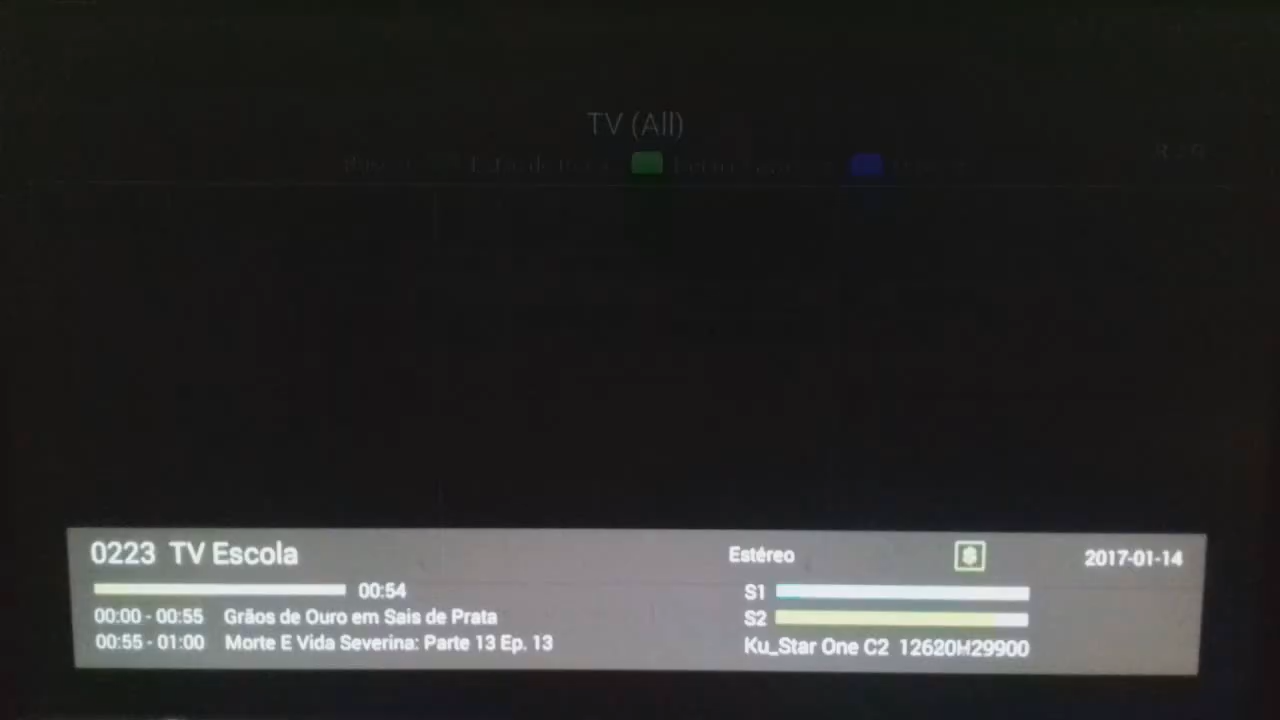 TV (All)
0223 TV Escola
Estéreo
$
2017-01-14
00:54
S1
00:00 - 00:55 Grãos de Ouro em Sais de Prata
S2
00:55 - 01:00 Morte E Vida Severina: Parte 13 Ep. 13
Ku_Star One C2 12620H29900